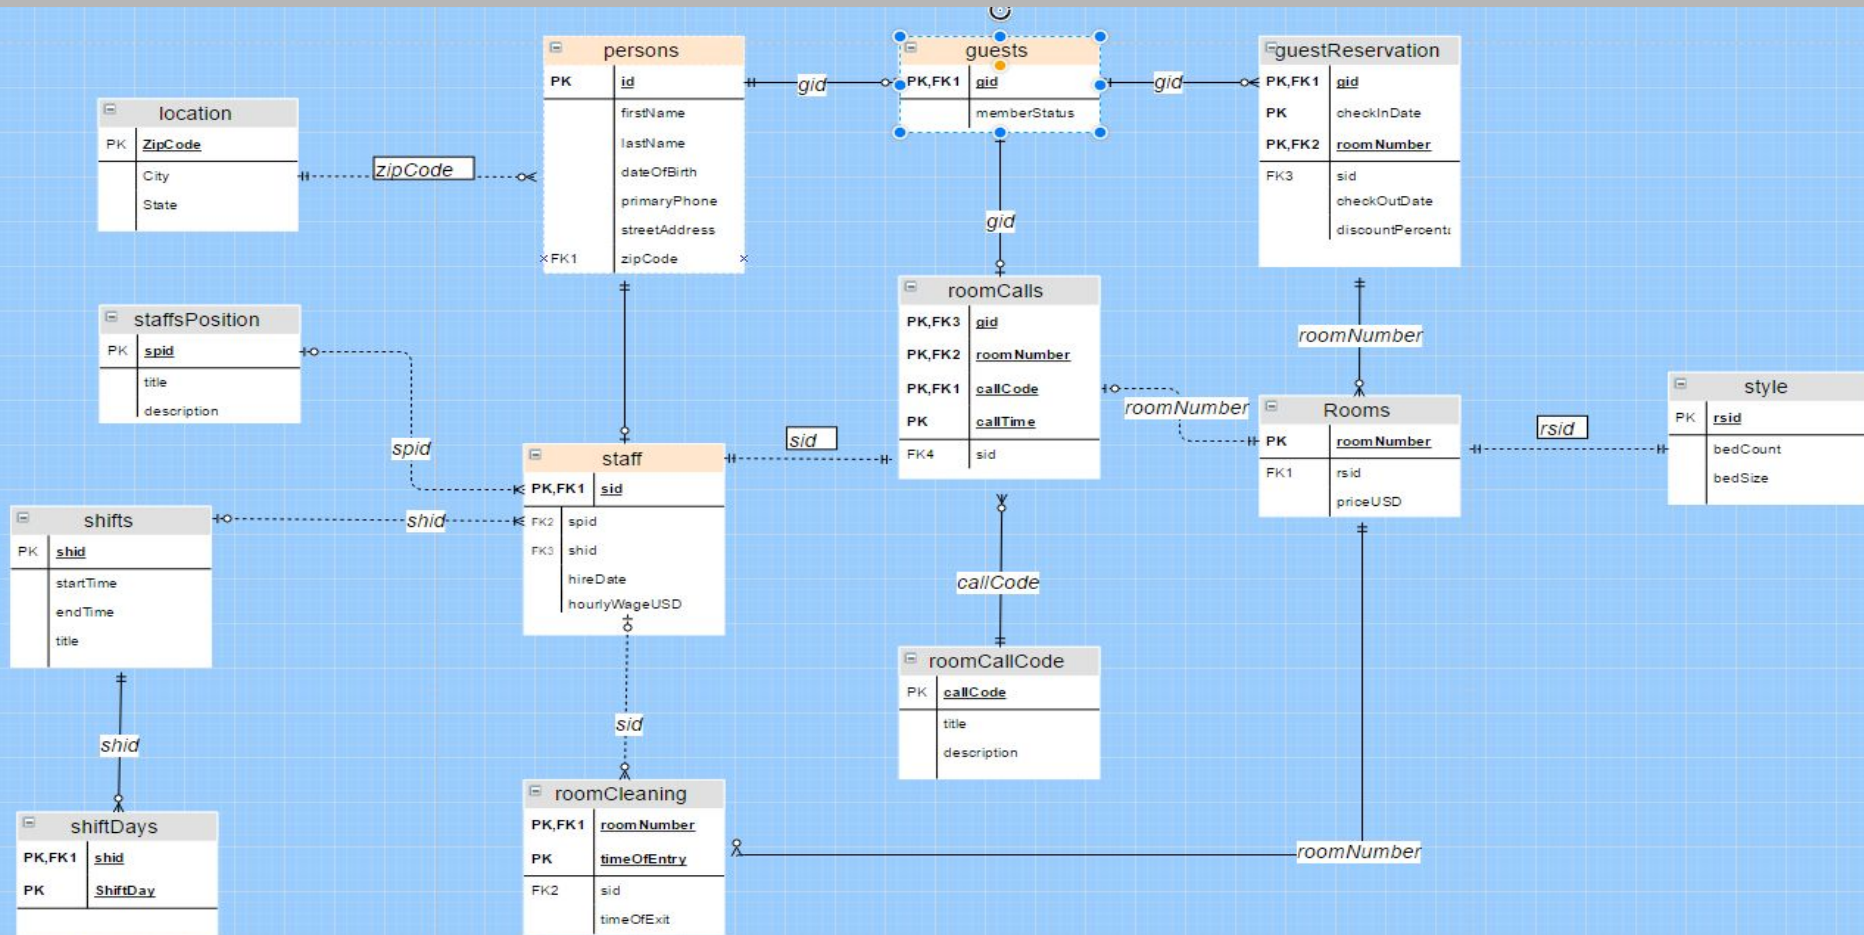 persons
PK id
firstName
lastName
dateOfBirth
primaryPhone
streetAddress
FK1 zipCode
gid
guests
PK,FK1 gid
memberStatus
gid
guestReservation
PK,FK1 gid
PK checkInDate
PK,FK2 roomNumber
FK3 sid
checkOutDate
discountPercenta
location
PK ZipCode
City
State
zipCode
gid
staffsPosition
PK spid
title
description
spid
roomCalls
PK,FK3 gid
PK,FK2 roomNumber
PK,FK1 callCode
PK callTime
FK4 sid
roomNumber
roomNumber
Rooms
PK roomNumber
FK1 rsid
priceUSD
rsid
style
PK rsid
bedCount
bedSize
sid
staff
PK,FK1 sid
FK2 spid
FK3 shid
hireDate
hourlyWageUSD
shid
shifts
PK shid
startTime
endTime
title
callCode
roomCallCode
PK callCode
title
description
sid
shid
roomCleaning
PK,FK1 roomNumber
PK timeOfEntry
FK2 sid
timeOfExit
roomNumber
shiftDays
PK,FK1 shid
PK ShiftDay